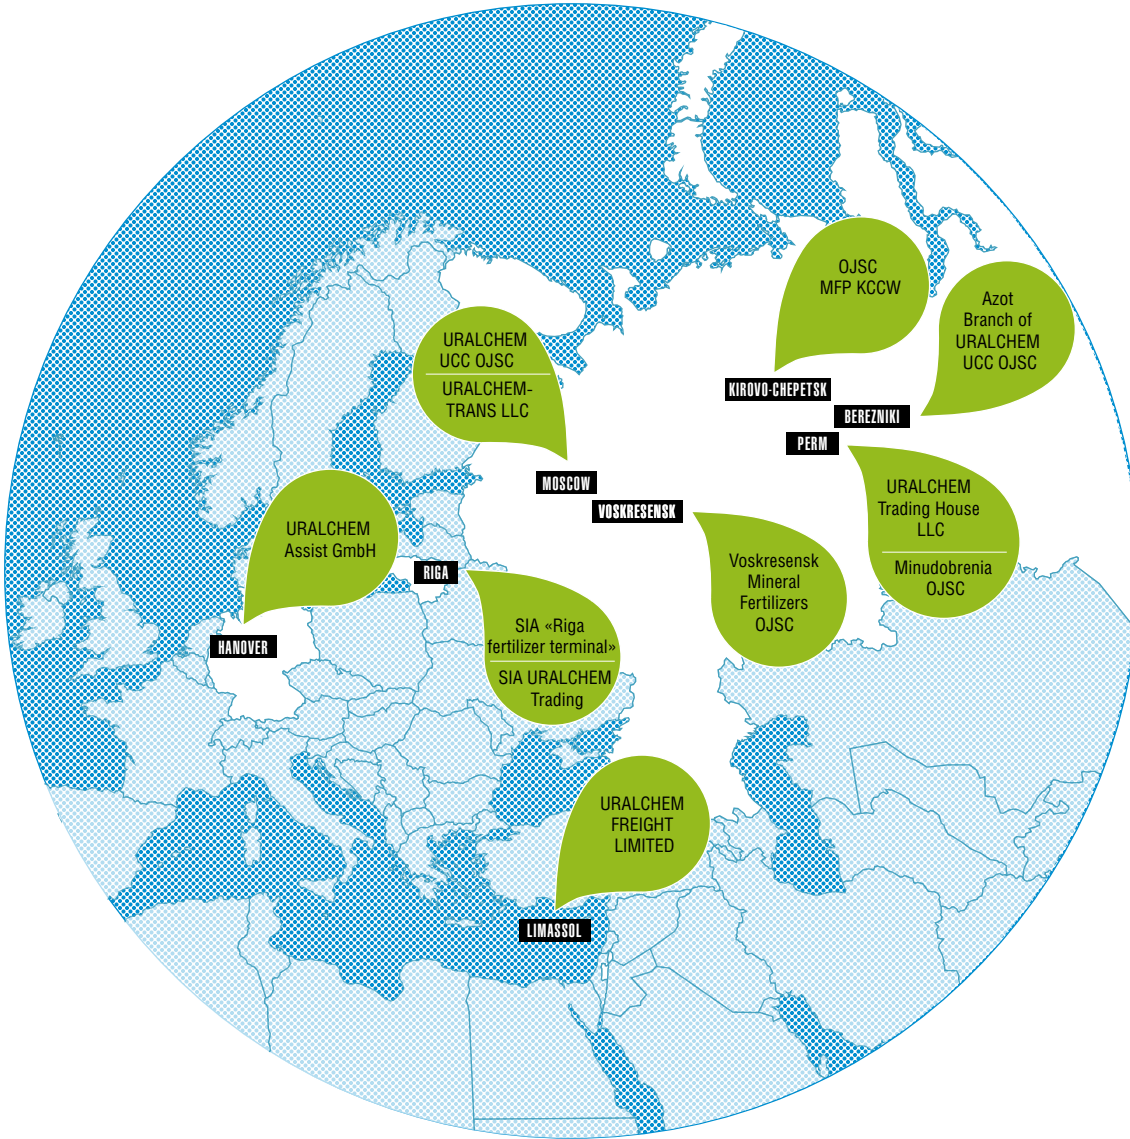 OJSC
MFP KCCW
KIROVO-CHEPETSK
Azot
Branch of
URALCHEM
UCC OJSC
BEREZNIKI
URALCHEM
UCC OJSC
URALCHEM-
TRANS LLC
MOSCOW
PERM
URALCHEM
Trading House
LLC
Minudobrenia
OJSC
VOSKRESENSK
Voskresensk
Mineral
Fertilizers
OJSC
URALCHEM
Assist GmbH
HANOVER
RIGA
SIA «Riga
fertilizer terminal»
SIA URALCHEM
Trading
URALCHEM
FREIGHT
LIMITED
LIMASSOL